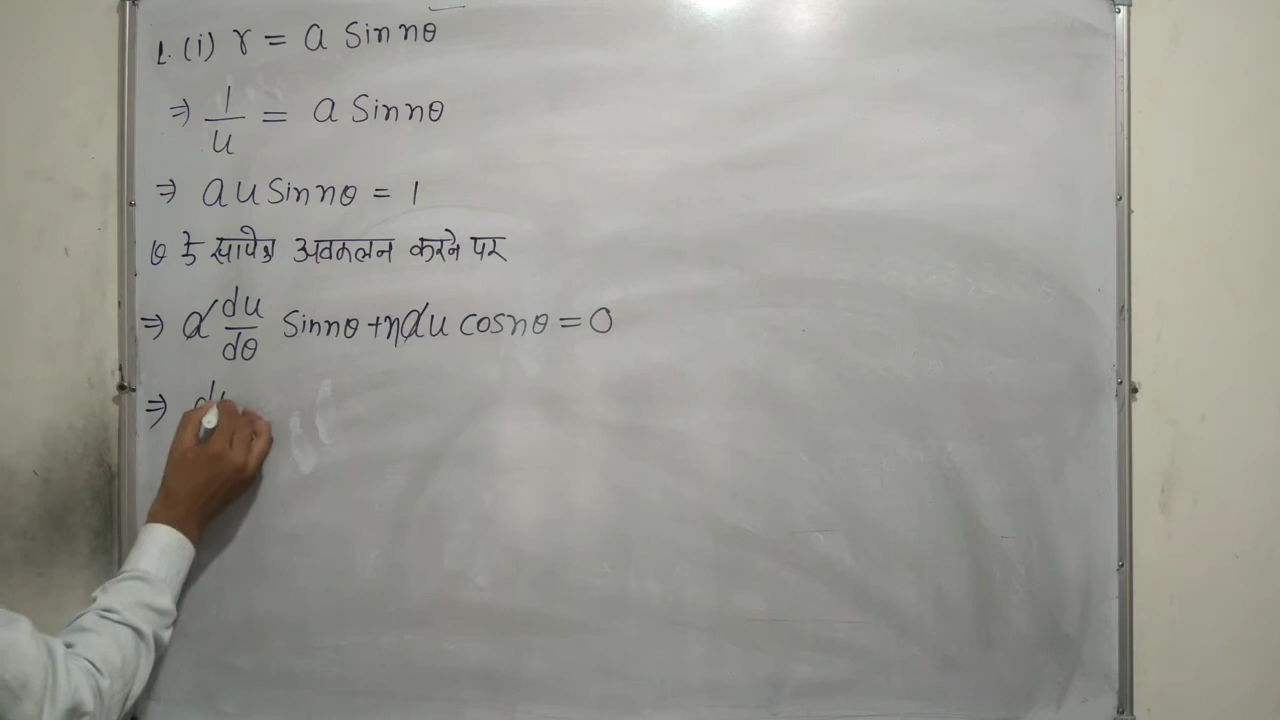 1. (i) r = a Sin nθ
⇒ 1/u = a Sin nθ
⇒ a u Sin nθ = 1
θ के सापेक्ष अवकलन करने पर
⇒ a du/dθ Sin nθ + n a u cos nθ = 0
⇒ du